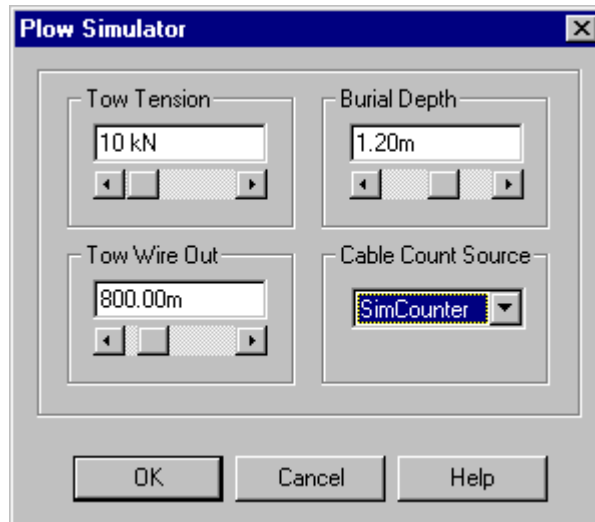 Plow Simulator
Tow Tension
10 kN
Burial Depth
1.20m
Tow Wire Out
800.00m
Cable Count Source
SimCounter
OK
Cancel
Help